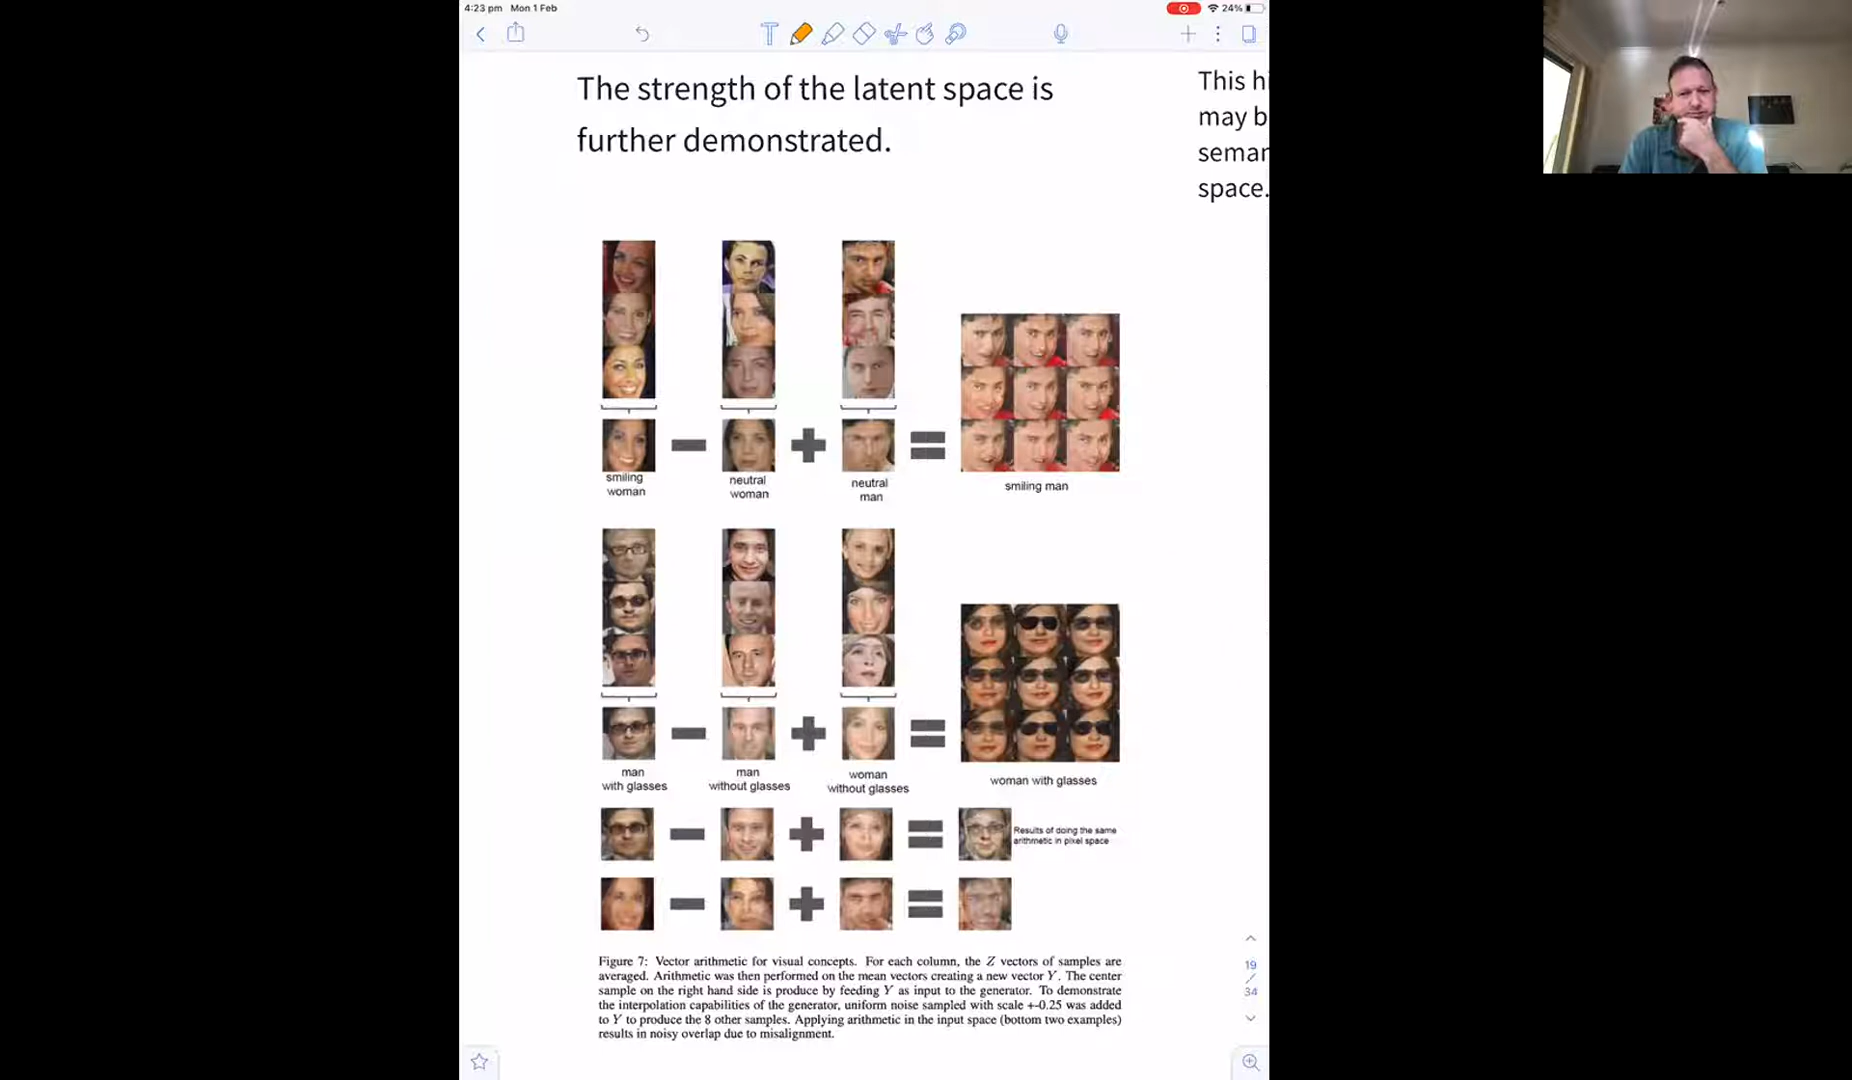 4:23 pm Mon 1 Feb
24%
The strength of the latent space is
further demonstrated.
This hi
may b
seman
space.
smiling
woman
neutral
woman
neutral
man
smiling man
man
with glasses
man
without glasses
woman
without glasses
woman with glasses
Results of doing the same
arithmetic in pixel space
Figure 7: Vector arithmetic for visual concepts. For each column, the Z vectors of samples are
averaged. Arithmetic was then performed on the mean vectors creating a new vector Y. The center
sample on the right hand side is produce by feeding Y as input to the generator. To demonstrate
the interpolation capabilities of the generator, uniform noise sampled with scale +-0.25 was added
to Y to produce the 8 other samples. Applying arithmetic in the input space (bottom two examples)
results in noisy overlap due to misalignment.
19
/
34